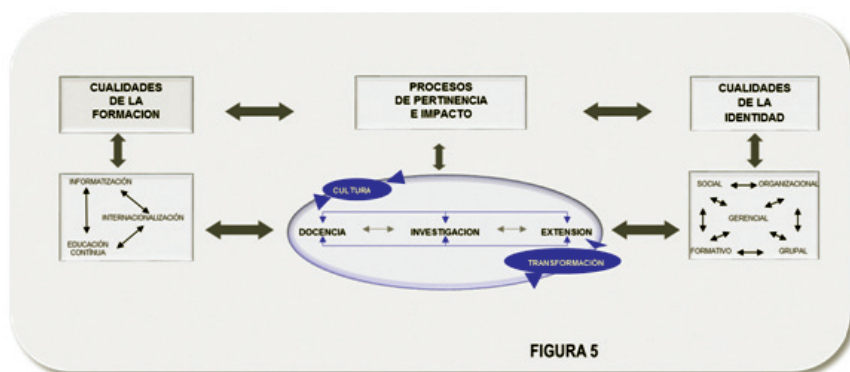 CUALIDADES
DE LA
FORMACION
PROCESOS
DE PERTINENCIA
E IMPACTO
CUALIDADES
DE LA
IDENTIDAD
INFORMATIZACIÓN
INTERNACIONALIZACIÓN
EDUCACIÓN
CONTÍNUA
CULTURA
DOCENCIA
INVESTIGACION
EXTENSION
TRANSFORMACIÓN
SOCIAL
ORGANIZACIONAL
GERENCIAL
FORMATIVO
GRUPAL
FIGURA 5